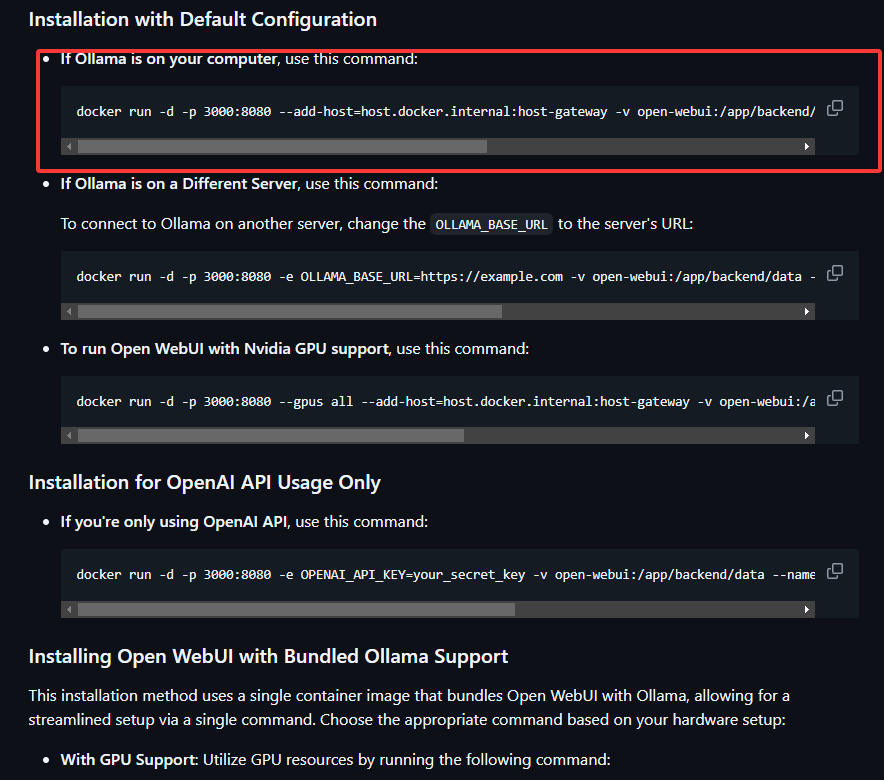 Installation with Default Configuration
If Ollama is on your computer, use this command:
docker run -d -p 3000:8080 --add-host=host.docker.internal:host-gateway -v open-webui:/app/backend/
If Ollama is on a Different Server, use this command:
To connect to Ollama on another server, change the OLLAMA_BASE_URL to the server's URL:
docker run -d -p 3000:8080 -e OLLAMA_BASE_URL=https://example.com -v open-webui:/app/backend/data -
To run Open WebUI with Nvidia GPU support, use this command:
docker run -d -p 3000:8080 --gpus all --add-host=host.docker.internal:host-gateway -v open-webui:/a
Installation for OpenAI API Usage Only
If you're only using OpenAI API, use this command:
docker run -d -p 3000:8080 -e OPENAI_API_KEY=your_secret_key -v open-webui:/app/backend/data --name
Installing Open WebUI with Bundled Ollama Support
This installation method uses a single container image that bundles Open WebUI with Ollama, allowing for a
streamlined setup via a single command. Choose the appropriate command based on your hardware setup:
With GPU Support: Utilize GPU resources by running the following command: